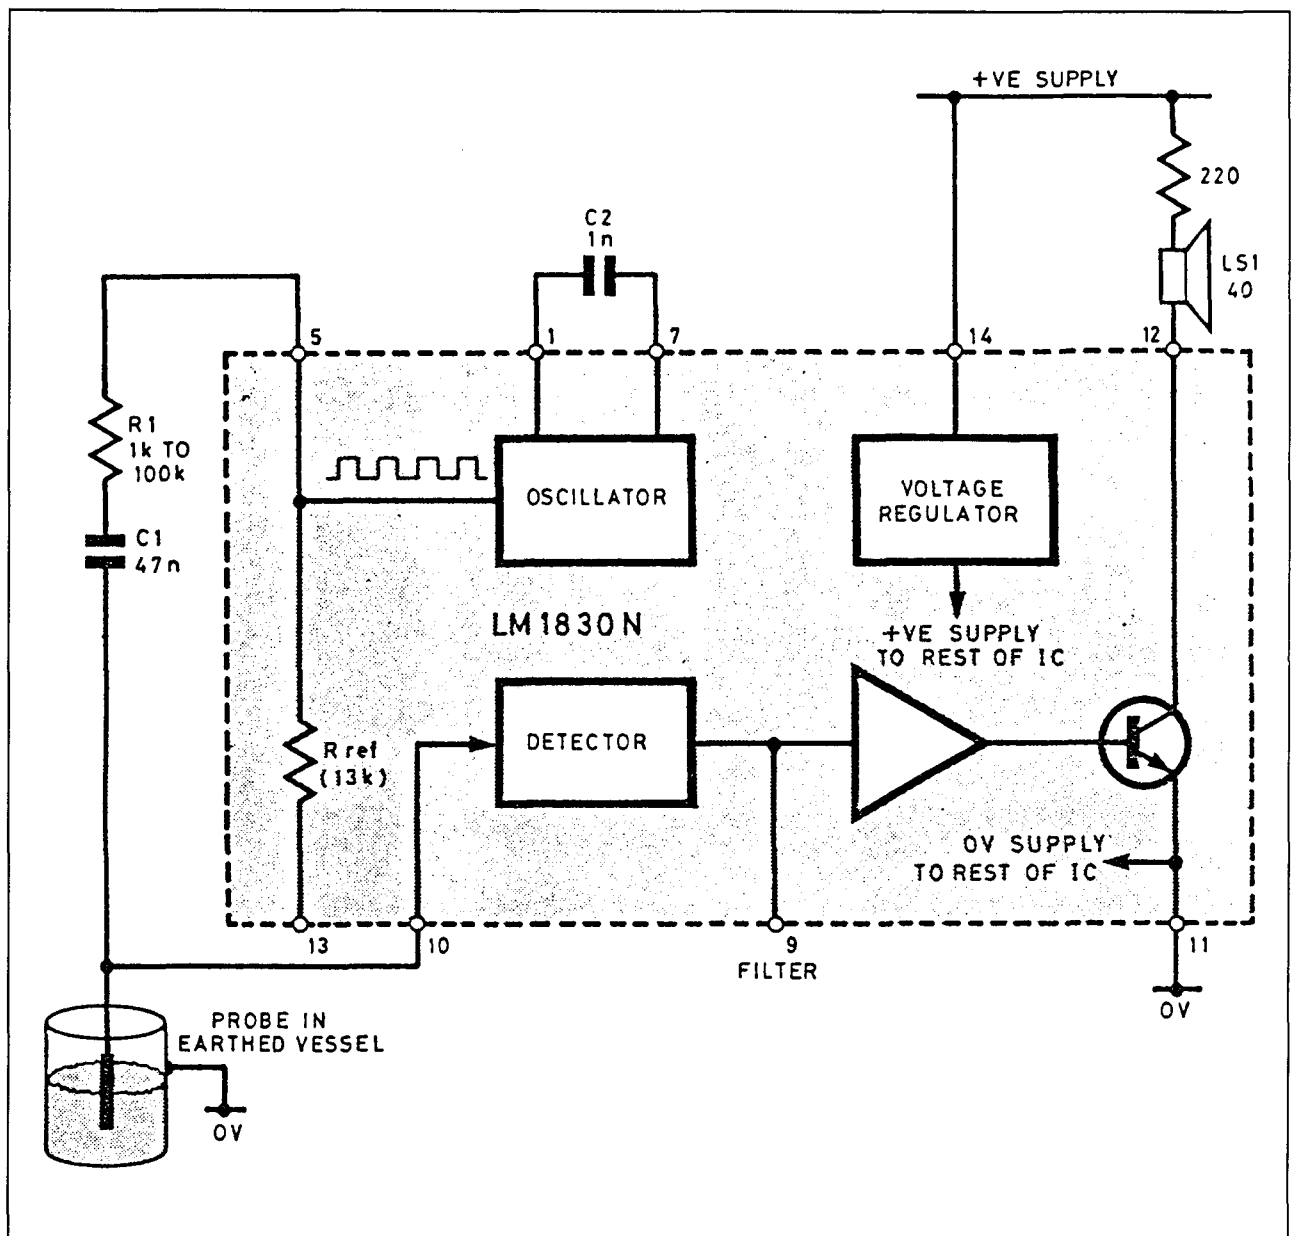 +VE SUPPLY
220
LS1
40
C2
1n
5
1
7
14
12
R1
1k TO
100k
C1
47n
OSCILLATOR
VOLTAGE
REGULATOR
LM1830N
+VE SUPPLY
TO REST OF IC
R ref
(13k)
DETECTOR
0V SUPPLY
TO REST OF IC
13
10
9
11
FILTER
0V
PROBE IN
EARTHED VESSEL
0V